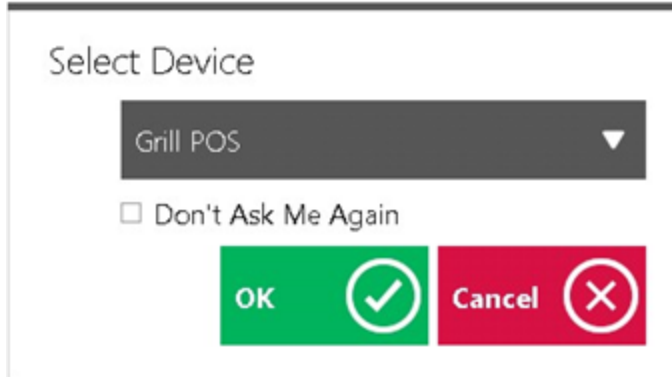 Select Device
Grill POS
Don't Ask Me Again
OK Cancel